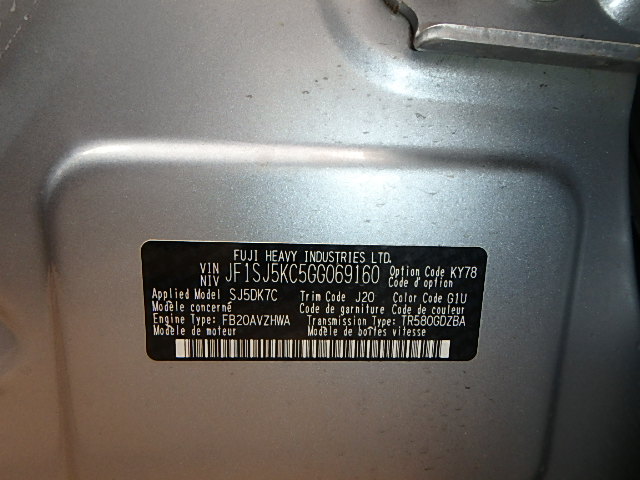 FUJI HEAVY INDUSTRIES LTD.
VIN NIV JF1SJ5KC5GG069160 Option Code KY78
Code d'option
Applied Model SJ5DK7C Trim Code J20 Color Code G1U
Modèle concerné Code de garniture Code de couleur
Engine Type FB20AVZHWA Transmission Type: TR580GDZBA
Modèle de moteur Modèle de boîtes vitesse